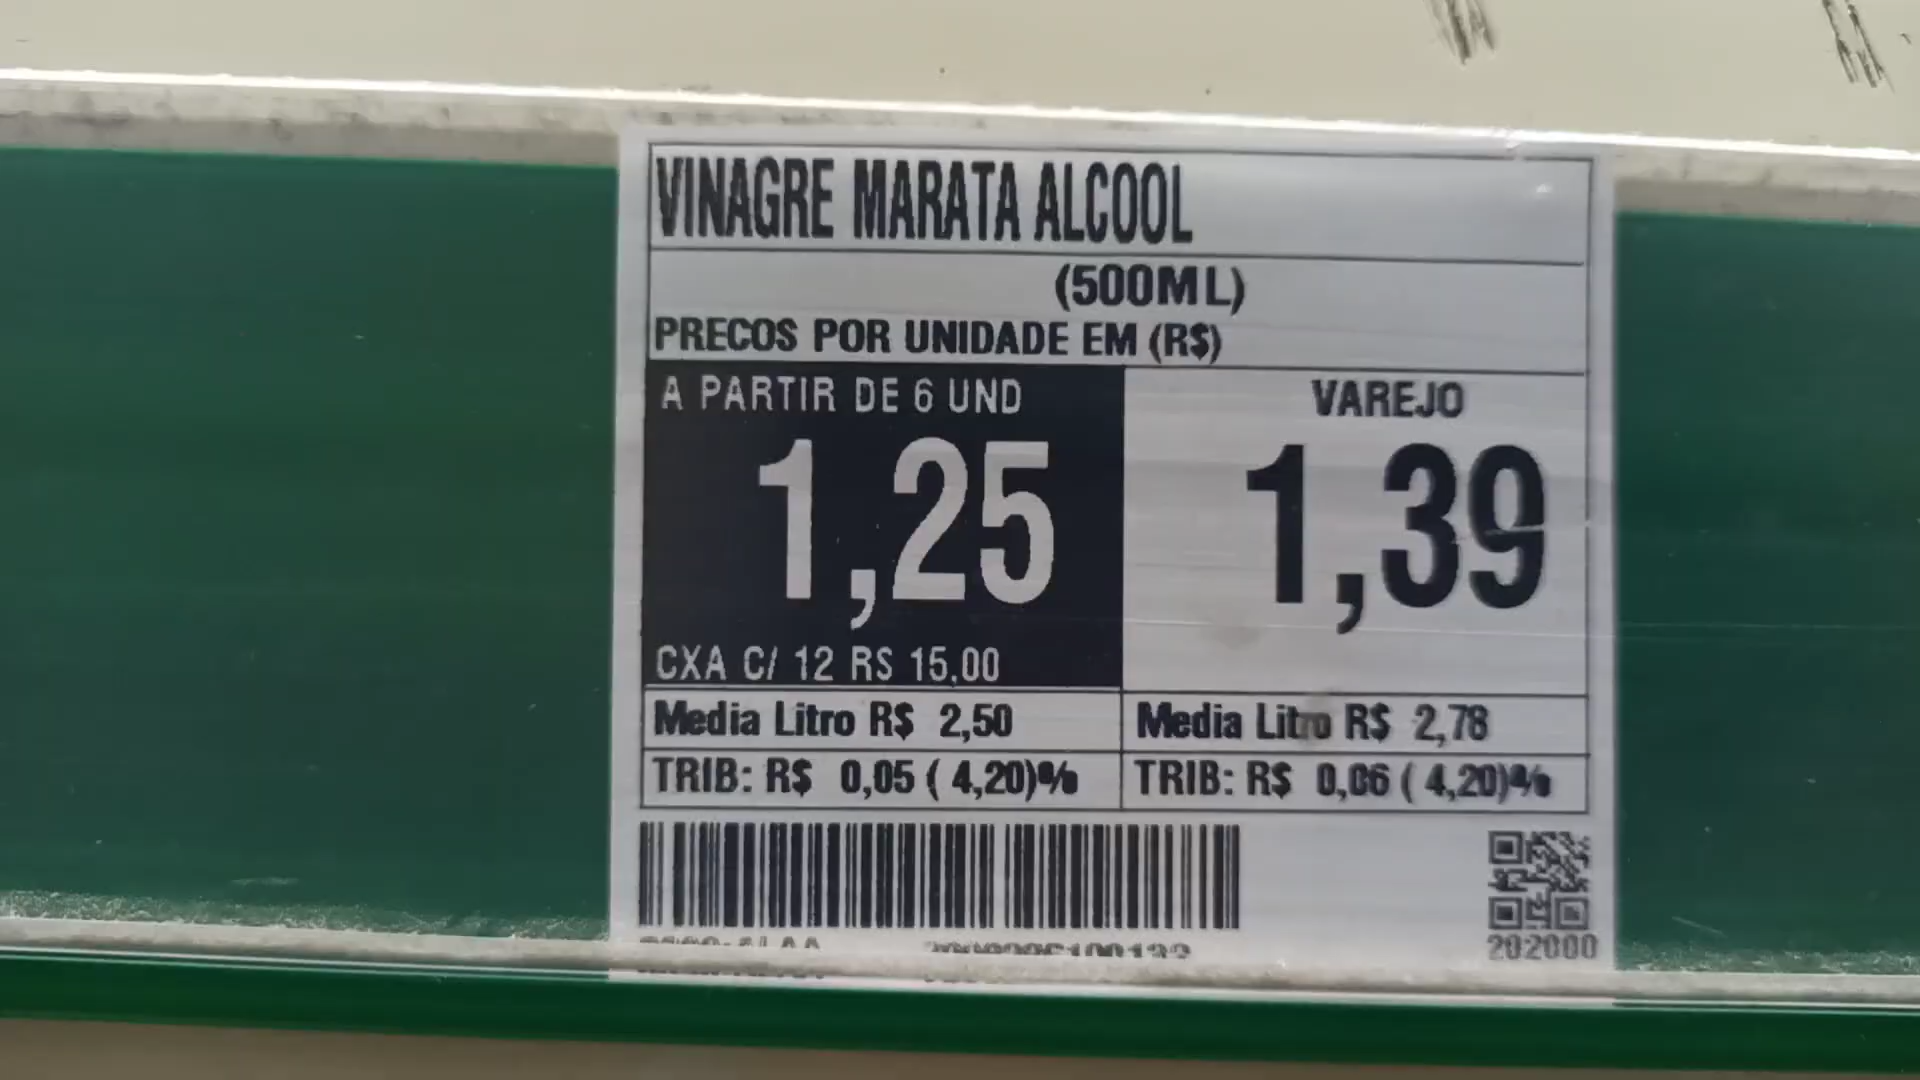 VINAGRE MARATA ALCOOL
(500ML)
PRECOS POR UNIDADE EM (R$)
A PARTIR DE 6 UND
1,25
CXA C/ 12 RS 15,00
Media Litro R$ 2,50
TRIB: R$ 0,05 ( 4,20)%
VAREJO
1,39
Media Litro R$ 2,78
TRIB: R$ 0,06 ( 4,20)%
202000